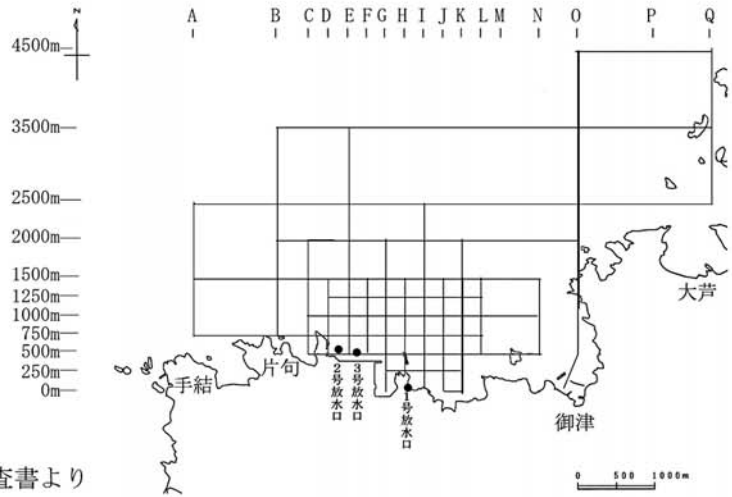 N
A B C D E F G H I J K L M N O P Q
4500m
3500m
2500m
2000m
1500m
1250m
1000m
750m
500m
250m
0m
手結
片句
2号放水口
3号放水口
1号放水口
御津
大芦
査書より
0 500 1000m